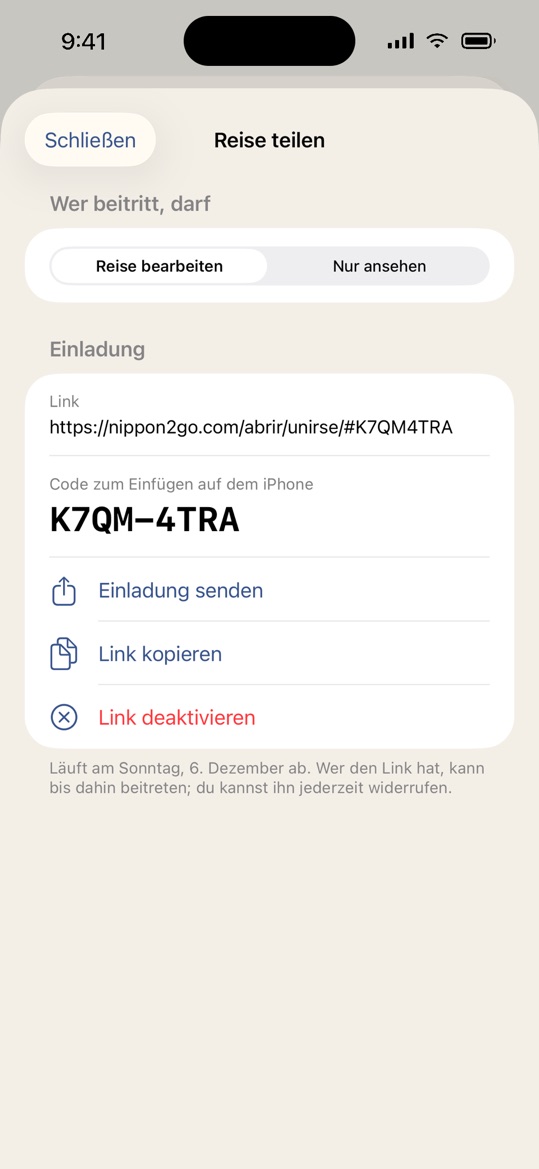 9:41
Schließen
Reise teilen
Wer beitritt, darf
Reise bearbeiten
Nur ansehen
Einladung
Link
https://nippon2go.com/abrir/unirse/#K7QM4TRA
Code zum Einfügen auf dem iPhone
K7QM–4TRA
Einladung senden
Link kopieren
Link deaktivieren
Läuft am Sonntag, 6. Dezember ab. Wer den Link hat, kann
bis dahin beitreten; du kannst ihn jederzeit widerrufen.